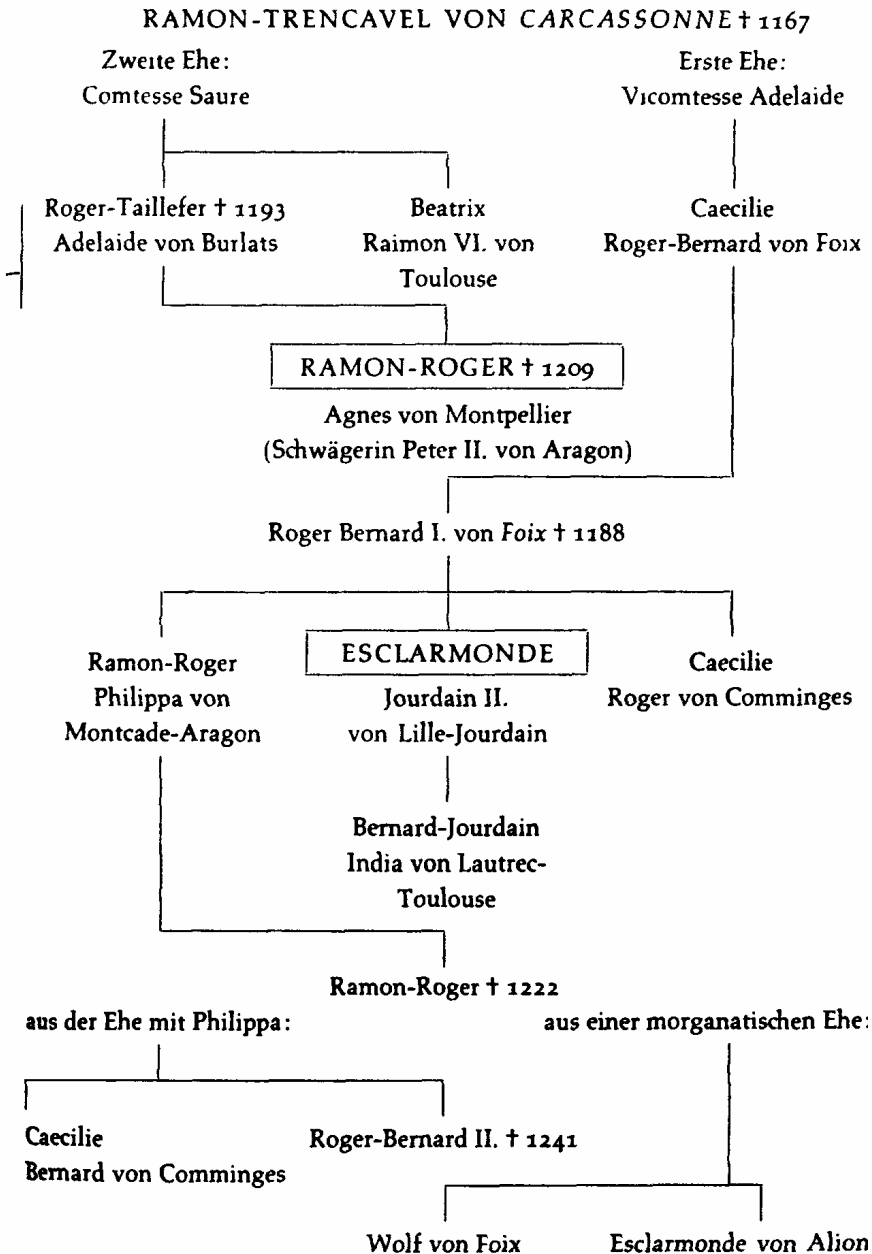 RAMON-TRENCAVEL VON CARCASSONNE † 1167
Zweite Ehe:
Comtesse Saure
Erste Ehe:
Vicomtesse Adelaide
Roger-Taillefer † 1193
Adelaide von Burlats
Beatrix
Raimon VI. von
Toulouse
Caecilie
Roger-Bernard von Foix
RAMON-ROGER † 1209
Agnes von Montpellier
(Schwägerin Peter II. von Aragon)
Roger Bernard I. von Foix † 1188
Ramon-Roger
Philippa von
Montcade-Aragon
ESCLARMONDE
Jourdain II.
von Lille-Jourdain
Caecilie
Roger von Comminges
Bernard-Jourdain
India von Lautrec-
Toulouse
Ramon-Roger † 1222
aus der Ehe mit Philippa:
aus einer morganatischen Ehe:
Caecilie
Bernard von Comminges
Roger-Bernard II. † 1241
Wolf von Foix
Esclarmonde von Alion